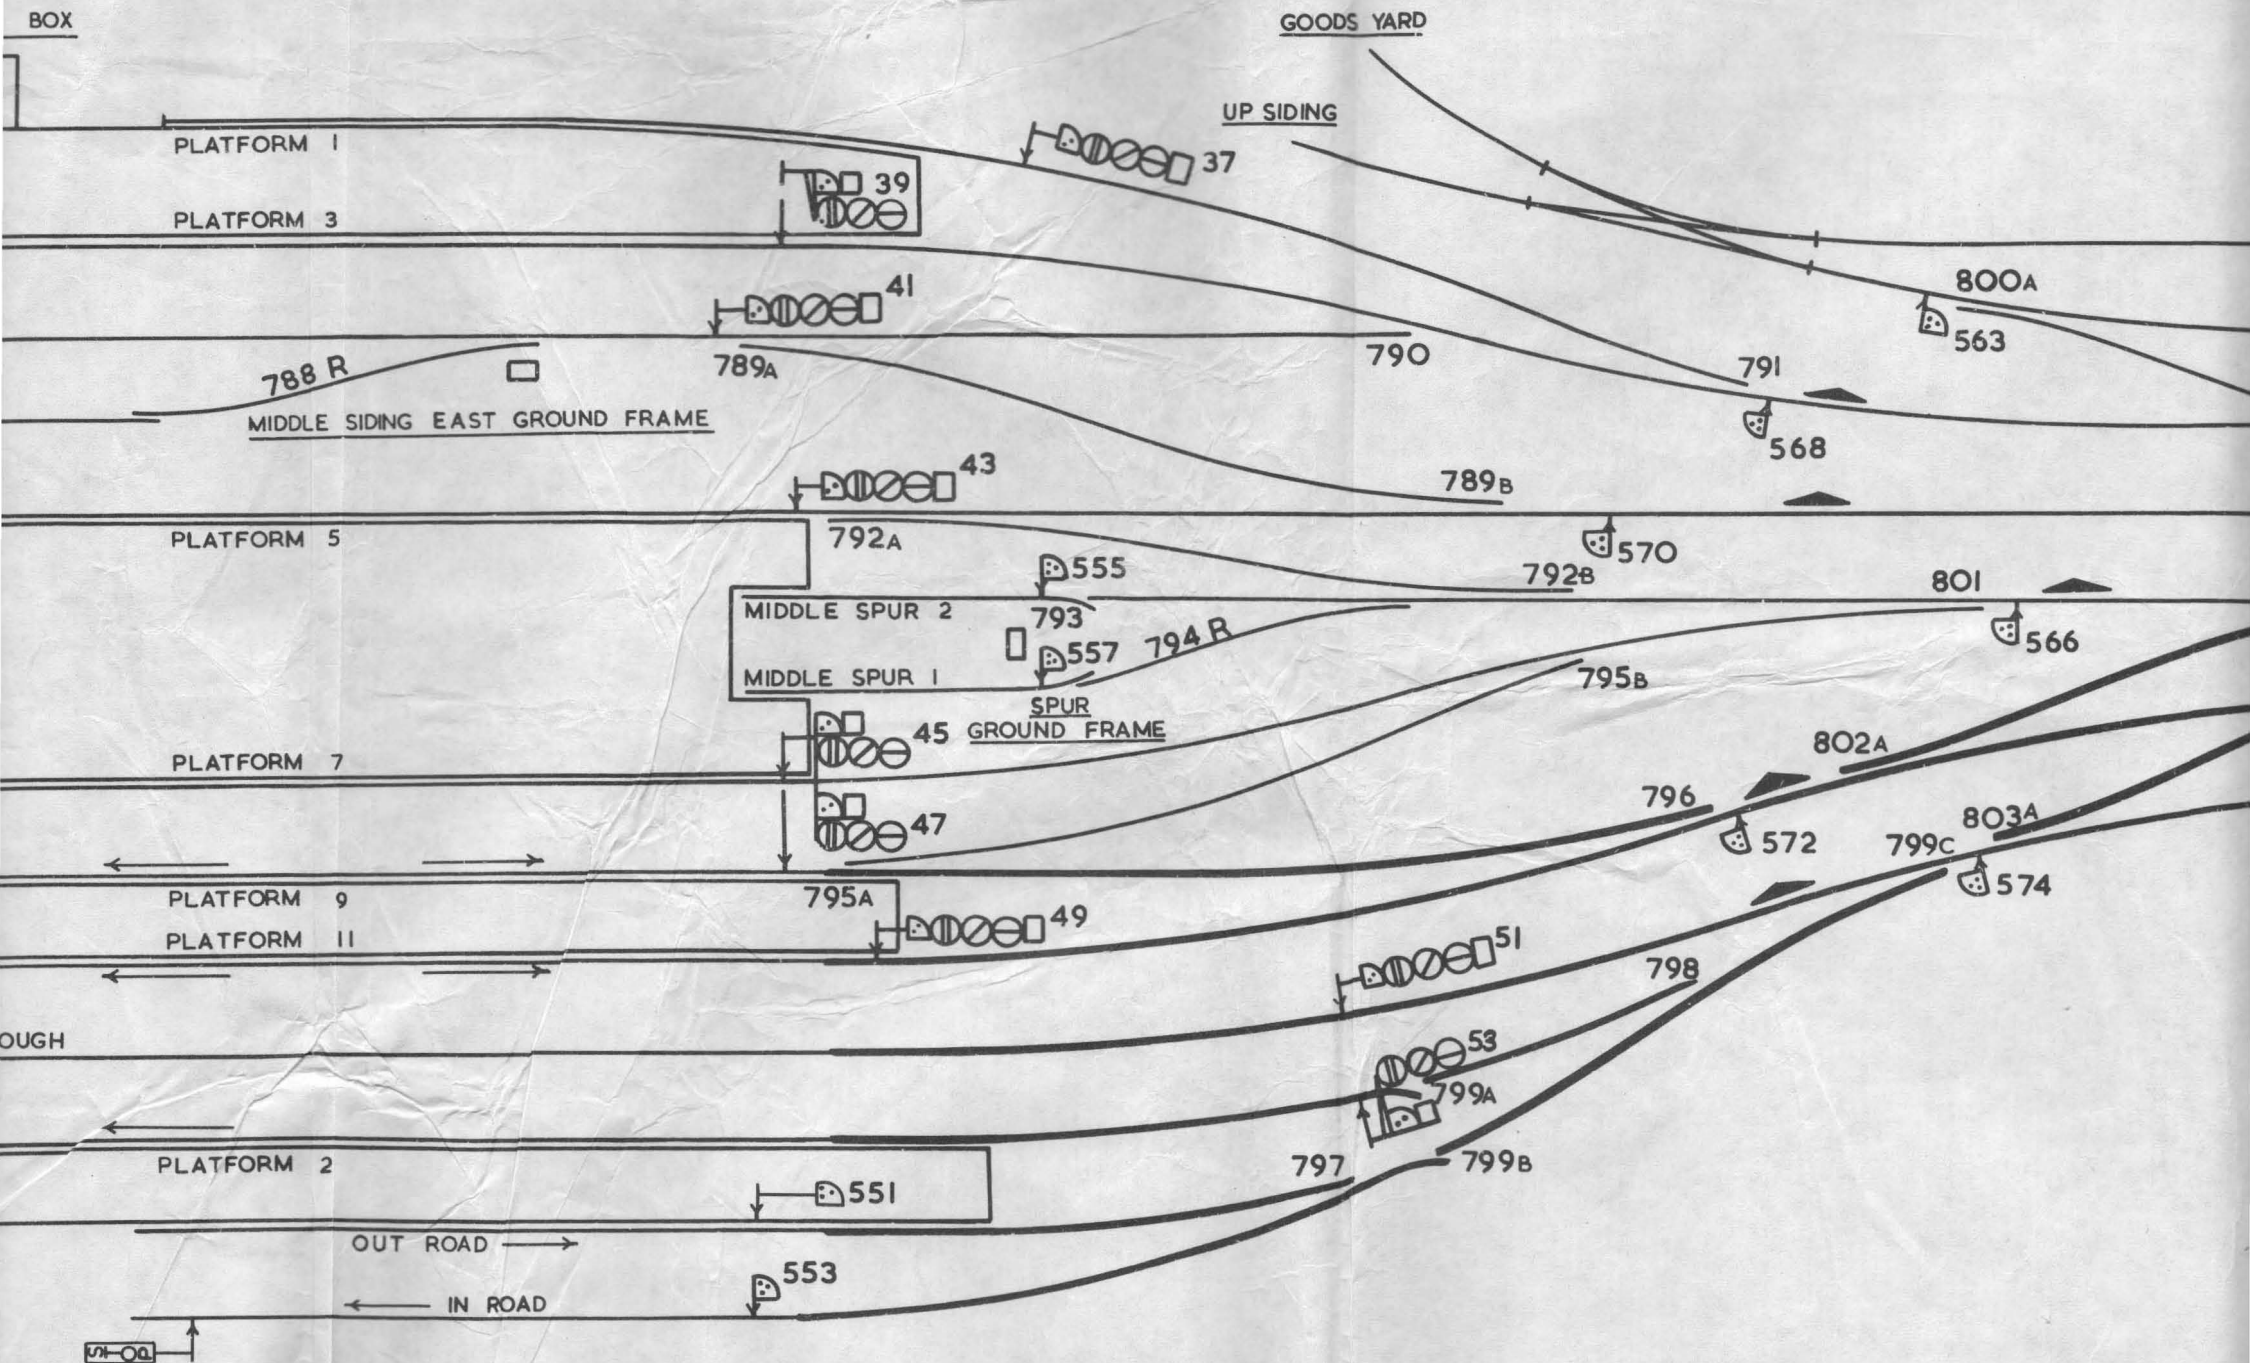 BOX
GOODS YARD
UP SIDING
PLATFORM 1
37
39
PLATFORM 3
800A
41
563
790
791
789A
788 R
MIDDLE SIDING EAST GROUND FRAME
568
43
789B
PLATFORM 5
792A
570
555
792B
801
MIDDLE SPUR 2
793
794 R
557
566
MIDDLE SPUR 1
795B
SPUR
GROUND FRAME
45
PLATFORM 7
802A
796
47
803A
572
799C
574
PLATFORM 9
795A
49
PLATFORM 11
51
798
OUGH
53
799A
PLATFORM 2
797
799B
551
OUT ROAD
553
IN ROAD
STOP